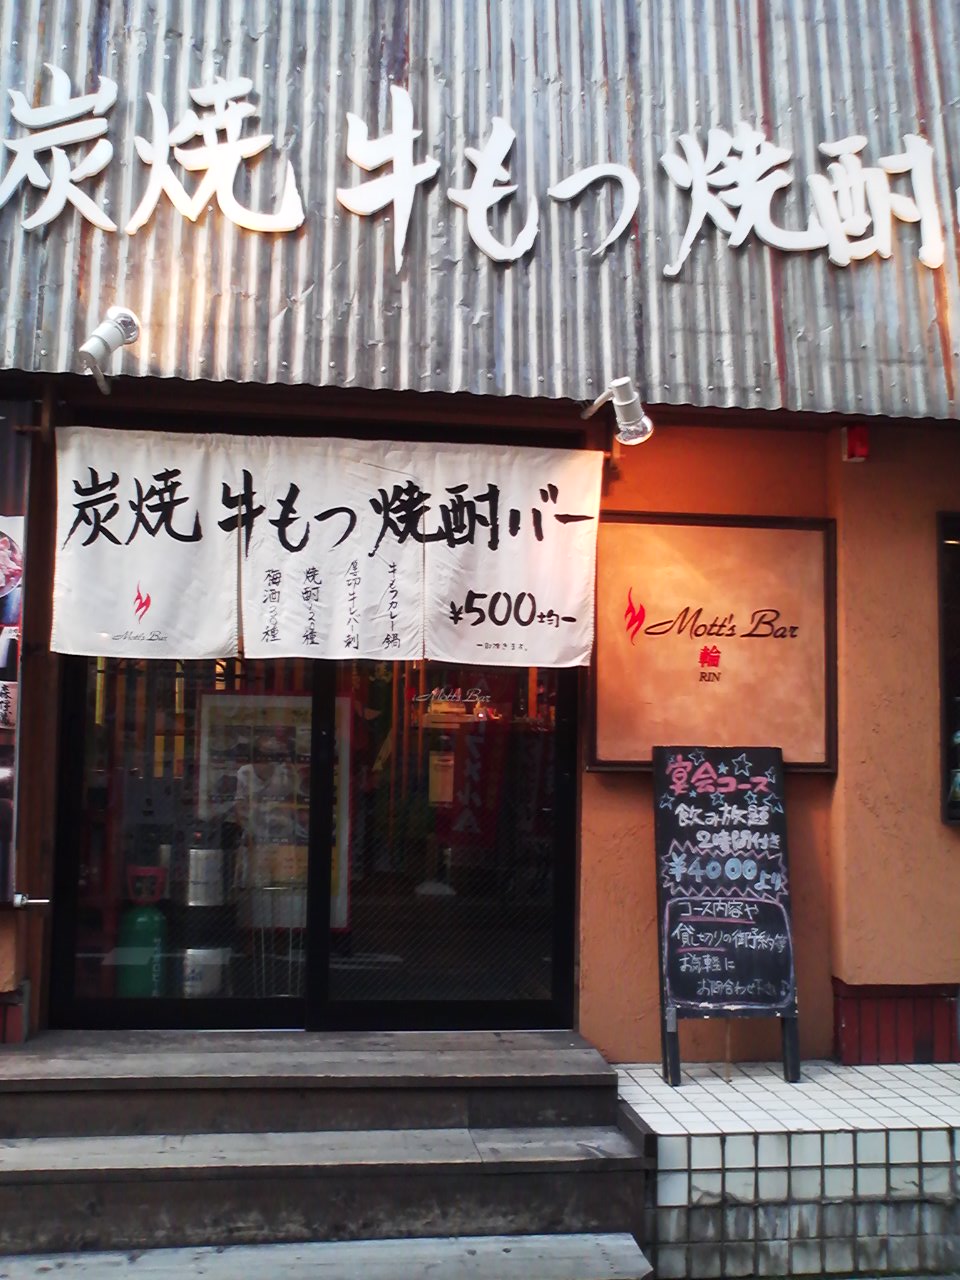 炭焼 牛もつ焼酎
炭焼 牛もつ 焼酎バー
牛もつカレー鍋
厚切牛レバー刺
焼酎120種
梅酒30種
¥500均一
Mott's Bar
Mott's Bar
Mott's Bar
輪
RIN
宴会コース
飲み放題
2時間付き
¥4000より
コース内容や
貸し切りの御予約等
お気軽に
お問合わせ下さい♪